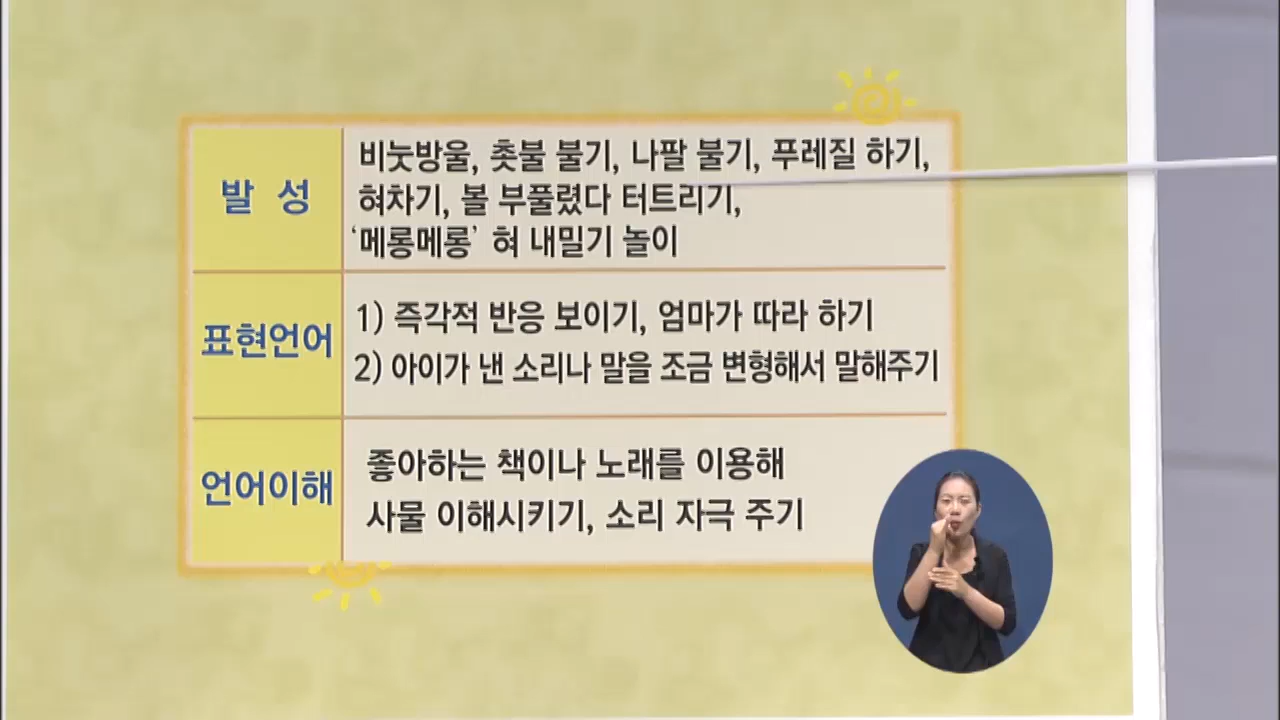 발 성
비눗방울, 촛불 불기, 나팔 불기, 푸레질 하기,
혀차기, 볼 부풀렸다 터트리기,
‘메롱메롱’ 혀 내밀기 놀이
표현언어
1) 즉각적 반응 보이기, 엄마가 따라 하기
2) 아이가 낸 소리나 말을 조금 변형해서 말해주기
언어이해
좋아하는 책이나 노래를 이용해
사물 이해시키기, 소리 자극 주기